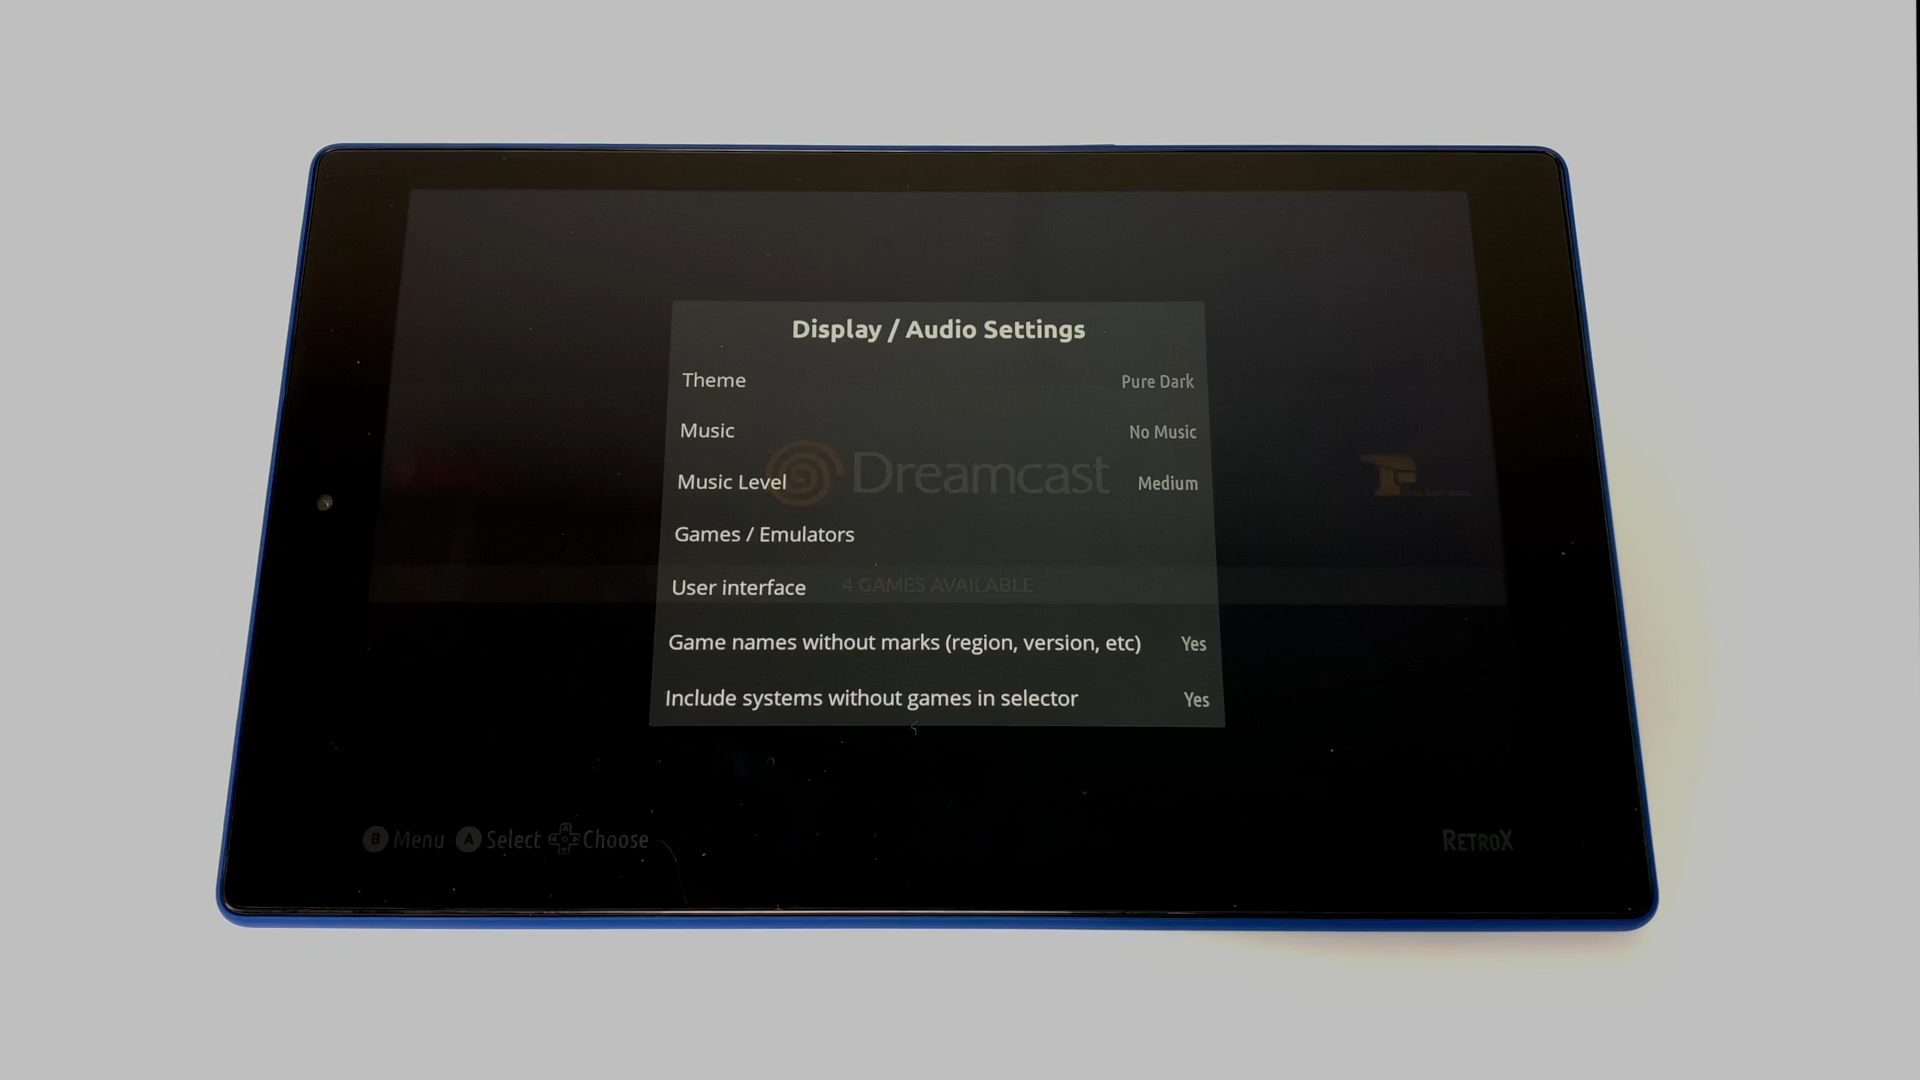 Display / Audio Settings
Theme Pure Dark
Music No Music
Dreamcast
Music Level Medium
Games / Emulators
User interface
4 GAMES AVAILABLE
Game names without marks (region, version, etc) Yes
Include systems without games in selector Yes
B Menu A Select Choose
RETROX